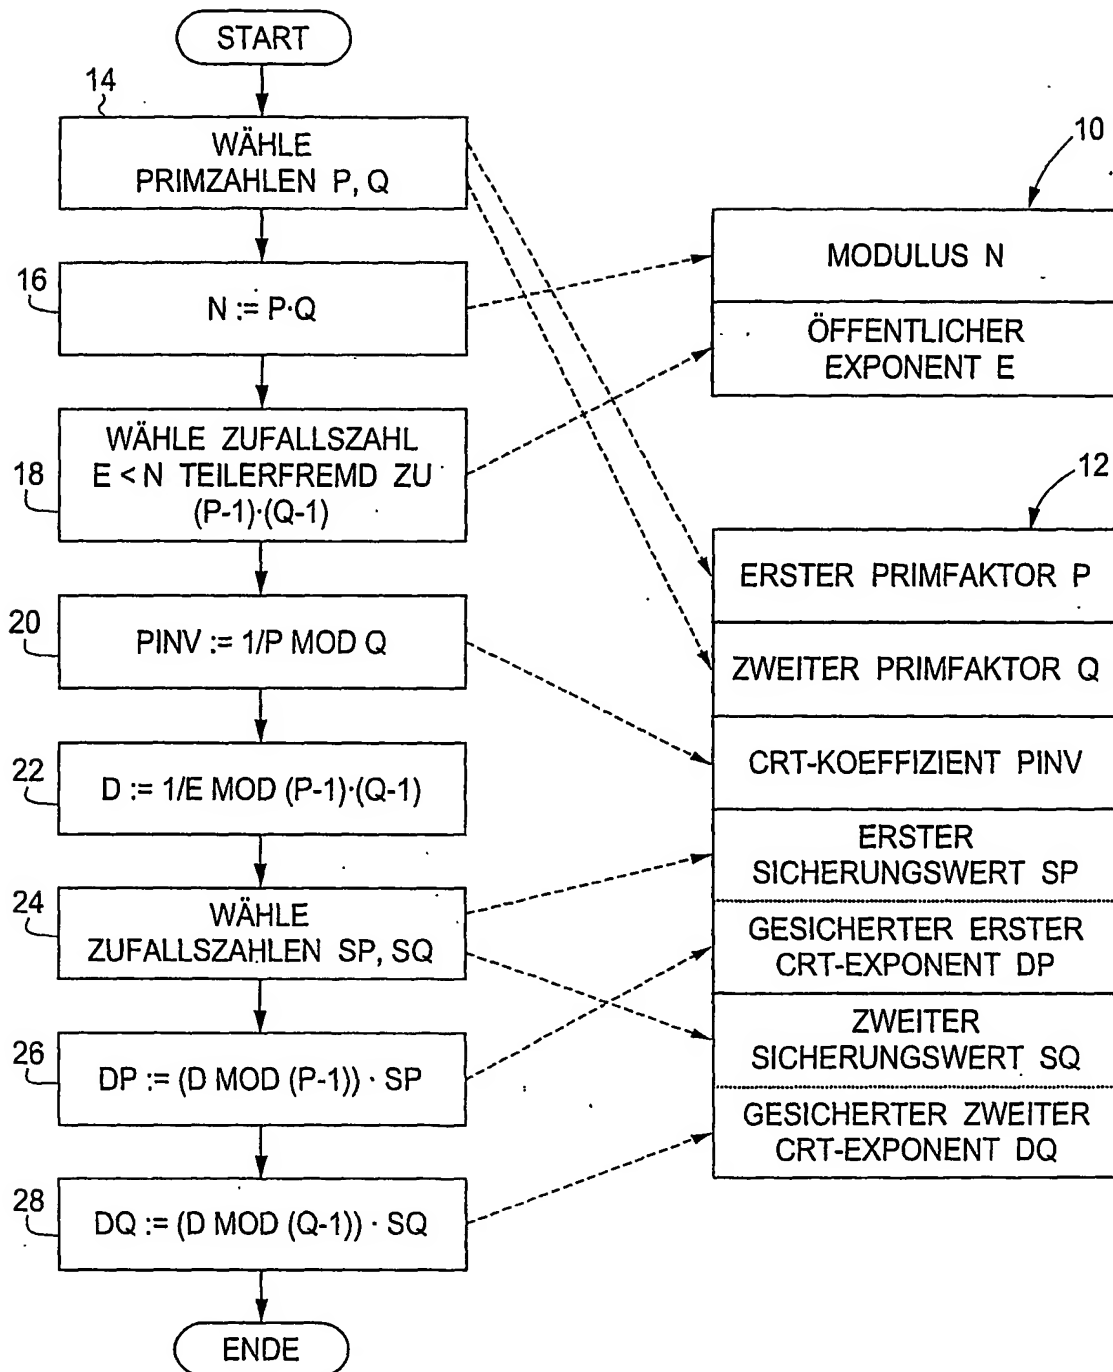 START
14
WÄHLE
PRIMZAHLEN P, Q
16
N := P·Q
18
WÄHLE ZUFALLSZAHL
E < N TEILERFREMD ZU
(P-1)·(Q-1)
20
PINV := 1/P MOD Q
22
D := 1/E MOD (P-1)·(Q-1)
24
WÄHLE
ZUFALLSZAHLEN SP, SQ
26
DP := (D MOD (P-1)) · SP
28
DQ := (D MOD (Q-1)) · SQ
ENDE
10
MODULUS N
ÖFFENTLICHER
EXPONENT E
12
ERSTER PRIMFAKTOR P
ZWEITER PRIMFAKTOR Q
CRT-KOEFFIZIENT PINV
ERSTER
SICHERUNGSWERT SP
GESICHERTER ERSTER
CRT-EXPONENT DP
ZWEITER
SICHERUNGSWERT SQ
GESICHERTER ZWEITER
CRT-EXPONENT DQ